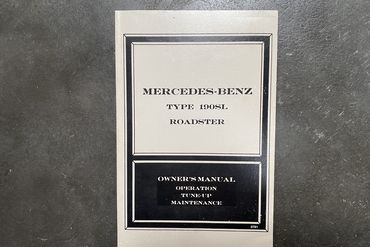 MERCEDES-BENZ
TYPE 190SL
ROADSTER
OWNER'S MANUAL
OPERATION
TUNE-UP
MAINTENANCE